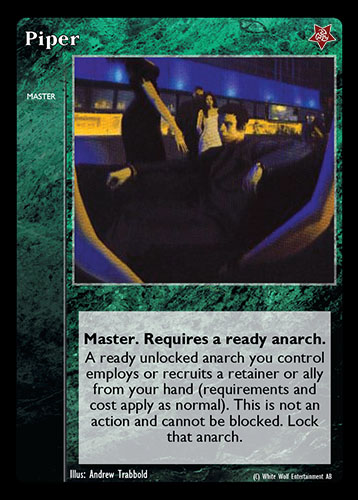 Piper
MASTER
Master. Requires a ready anarch.
A ready unlocked anarch you control
employs or recruits a retainer or ally
from your hand (requirements and
cost apply as normal). This is not an
action and cannot be blocked. Lock
that anarch.
Illus: Andrew Trabbold
(C) White Wolf Entertainment AB